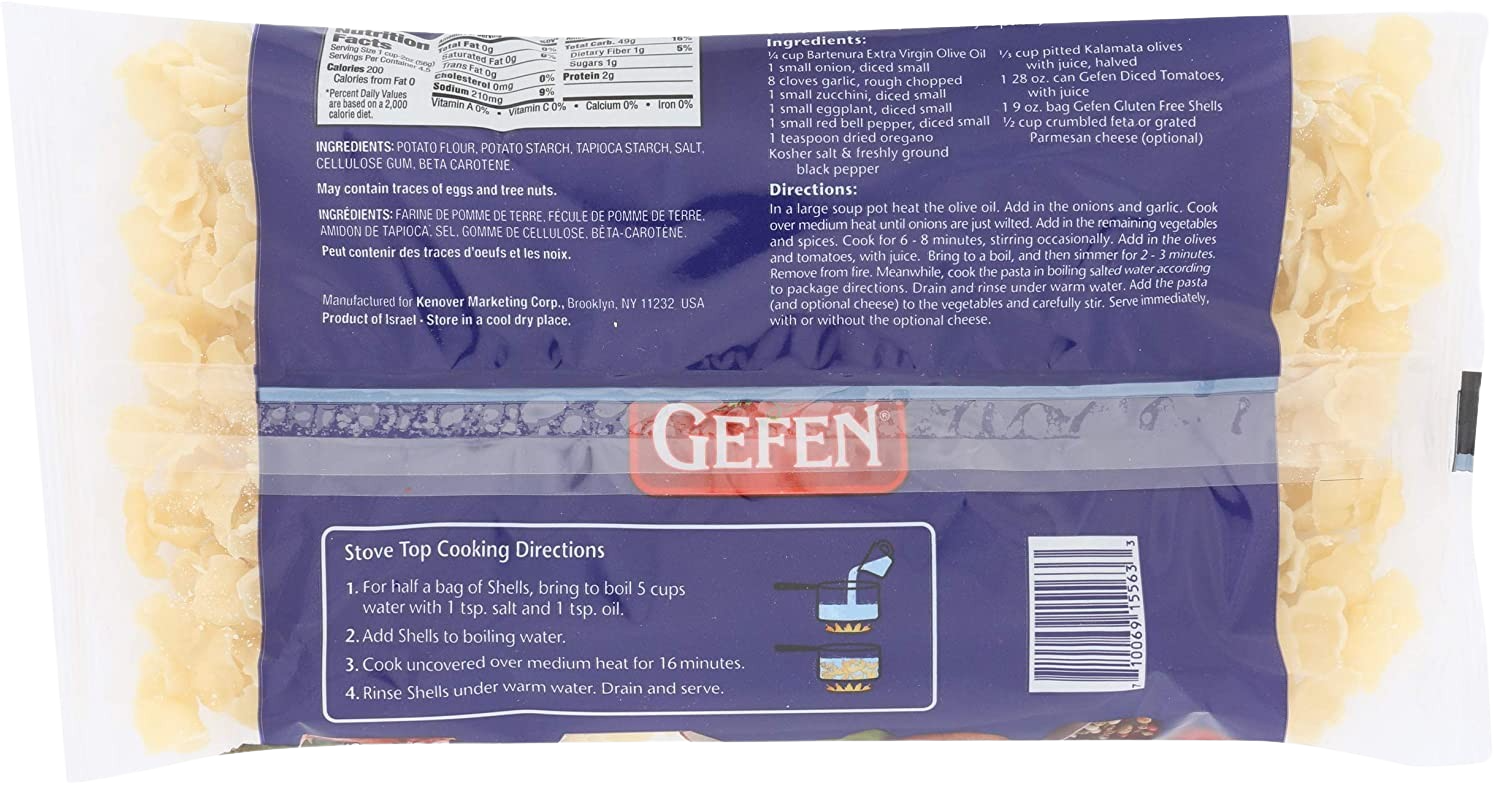 Nutrition
Facts
Serving Size 1 cup-2oz (56g)
Servings Per Container 4.5
Calories 200
Calories from Fat 0
*Percent Daily Values
are based on a 2,000
calorie diet.
Total Fat 0g 0%
Saturated Fat 0g 0%
Trans Fat 0g
Cholesterol 0mg 0%
Sodium 210mg 9%
Total Carb. 49g 16%
Dietary Fiber 1g 5%
Sugars 1g
Protein 2g
Vitamin A 0% • Vitamin C 0% • Calcium 0% • Iron 0%
INGREDIENTS: POTATO FLOUR, POTATO STARCH, TAPIOCA STARCH, SALT,
CELLULOSE GUM, BETA CAROTENE.
May contain traces of eggs and tree nuts.
INGRÉDIENTS: FARINE DE POMME DE TERRE, FÉCULE DE POMME DE TERRE,
AMIDON DE TAPIOCA, SEL, GOMME DE CELLULOSE, BÊTA-CAROTÈNE.
Peut contenir des traces d'oeufs et les noix.
Manufactured for Kenover Marketing Corp., Brooklyn, NY 11232 USA
Product of Israel - Store in a cool dry place.
Ingredients:
¼ cup Bartenura Extra Virgin Olive Oil
1 small onion, diced small
8 cloves garlic, rough chopped
1 small zucchini, diced small
1 small eggplant, diced small
1 small red bell pepper, diced small
1 teaspoon dried oregano
Kosher salt & freshly ground
black pepper
⅓ cup pitted Kalamata olives
with juice, halved
1 28 oz. can Gefen Diced Tomatoes,
with juice
1 9 oz. bag Gefen Gluten Free Shells
½ cup crumbled feta or grated
Parmesan cheese (optional)
Directions:
In a large soup pot heat the olive oil. Add in the onions and garlic. Cook
over medium heat until onions are just wilted. Add in the remaining vegetables
and spices. Cook for 6 - 8 minutes, stirring occasionally. Add in the olives
and tomatoes, with juice. Bring to a boil, and then simmer for 2 - 3 minutes.
Remove from fire. Meanwhile, cook the pasta in boiling salted water according
to package directions. Drain and rinse under warm water. Add the pasta
(and optional cheese) to the vegetables and carefully stir. Serve immediately,
with or without the optional cheese.
GEFEN®
Stove Top Cooking Directions
1. For half a bag of Shells, bring to boil 5 cups
water with 1 tsp. salt and 1 tsp. oil.
2. Add Shells to boiling water.
3. Cook uncovered over medium heat for 16 minutes.
4. Rinse Shells under warm water. Drain and serve.
7 10069 15563 3